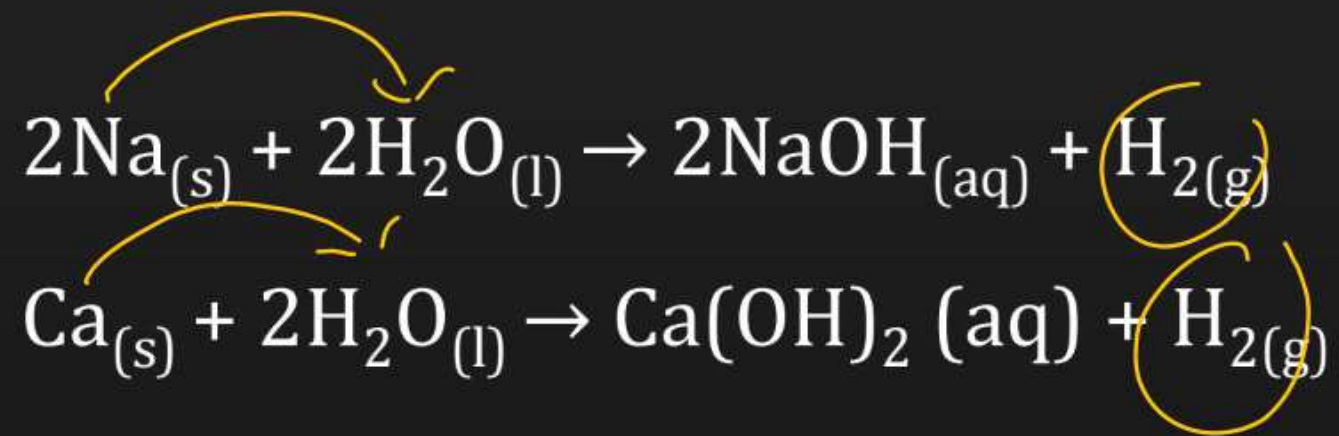 2Na₍ₛ₎ + 2H₂O₍ₗ₎ → 2NaOH₍aq₎ + H₂₍g₎
Ca₍ₛ₎ + 2H₂O₍ₗ₎ → Ca(OH)₂ (aq) + H₂₍g₎